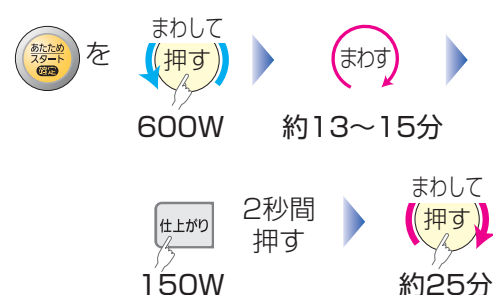 まわして
あたため
スタート
確定
を
押す
まわす
600W
約13～15分
仕上がり
2秒間
押す
まわして
押す
150W
約25分